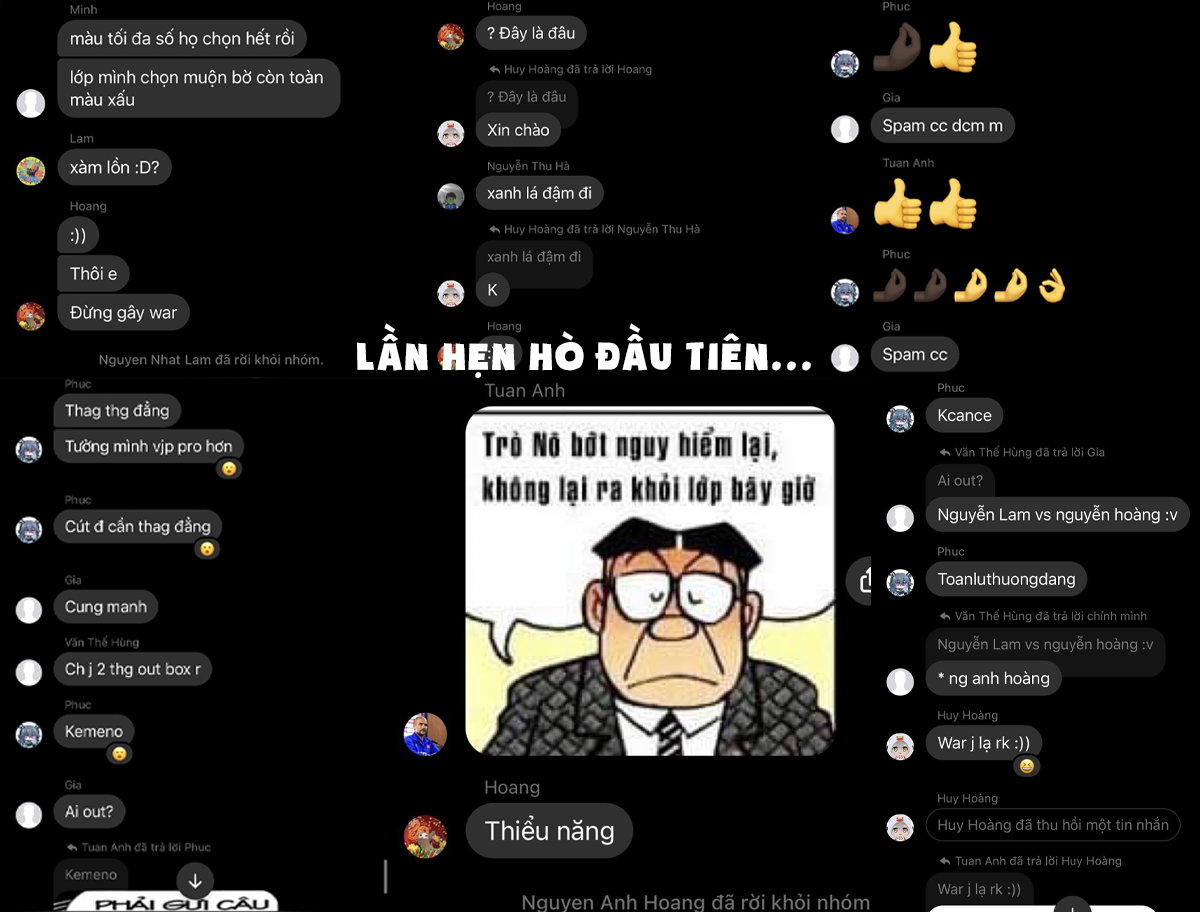 Minh
màu tối đa số họ chọn hết rồi
lớp mình chọn muộn bờ còn toàn
màu xấu
Lam
xàm lồn :D?
Hoang
:))
Thôi e
Đừng gây war
Nguyen Nhat Lam đã rời khỏi nhóm.
Hoang
? Đây là đâu
Huy Hoàng đã trả lời Hoang
? Đây là đâu
Xin chào
Nguyễn Thu Hà
xanh lá đậm đi
Huy Hoàng đã trả lời Nguyễn Thu Hà
xanh lá đậm đi
K
Hoang
Phuc
Gia
Spam cc dcm m
Tuan Anh
Phuc
Gia
Spam cc
LẦN HẸN HÒ ĐẦU TIÊN...
Phuc
Thag thg đẳng
Tưởng mình vjp pro hơn
Phuc
Cút đ cần thag đẳng
Gia
Cung manh
Văn Thế Hùng
Ch j 2 thg out box r
Phuc
Kemeno
Gia
Ai out?
Tuan Anh đã trả lời Phuc
Kemeno
PHẢI GỬI CÂU
Tuan Anh
Trò Nô bớt nguy hiểm lại,
không lại ra khỏi lớp bây giờ
Hoang
Thiểu năng
Nguyen Anh Hoang đã rời khỏi nhóm
Phuc
Kcance
Văn Thế Hùng đã trả lời Gia
Ai out?
Nguyễn Lam vs nguyễn hoàng :v
Phuc
Toanluthuongdang
Văn Thế Hùng đã trả lời chính mình
Nguyễn Lam vs nguyễn hoàng :v
* ng anh hoàng
Huy Hoàng
War j lạ rk :))
Huy Hoàng
Huy Hoàng đã thu hồi một tin nhắn
Tuan Anh đã trả lời Huy Hoàng
War j lạ rk :))